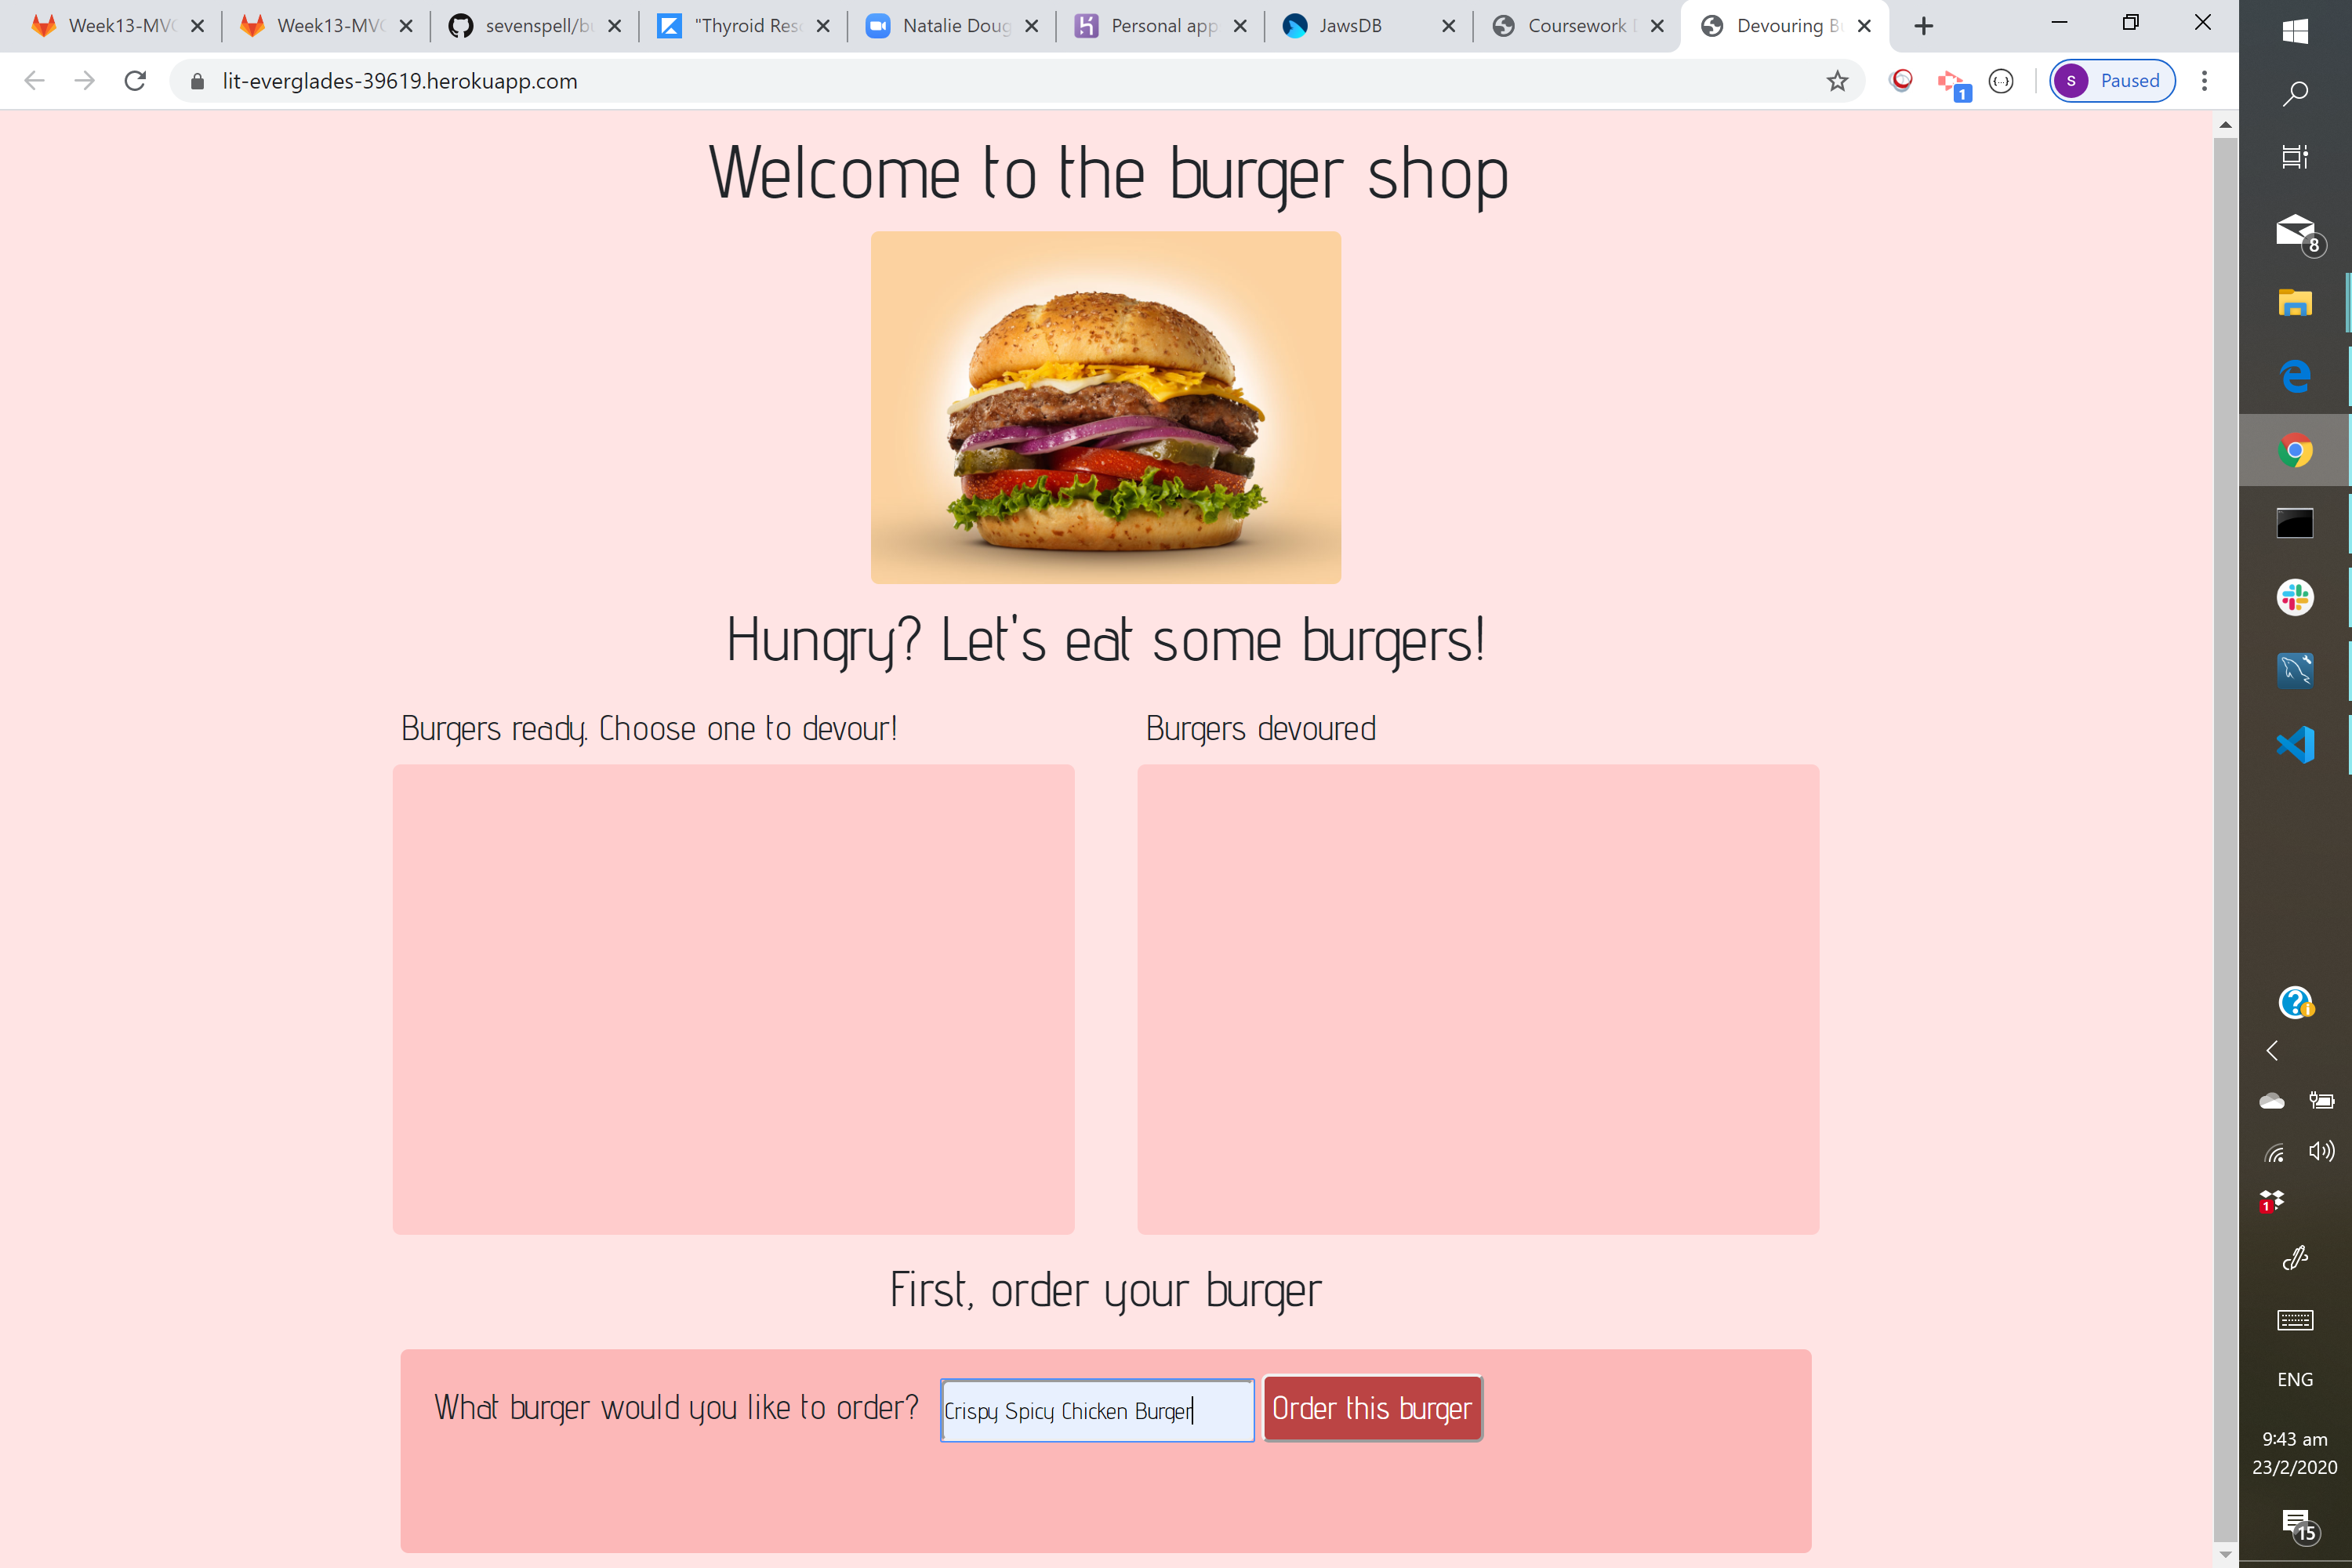 Week13-MVC
Week13-MVC
sevenspell/bu
"Thyroid Res
Natalie Doug
Personal app
JawsDB
Coursework
Devouring Bu
lit-everglades-39619.herokuapp.com
1
S
Paused
Welcome to the burger shop
Hungry? Let's eat some burgers!
Burgers ready. Choose one to devour!
Burgers devoured
First, order your burger
What burger would you like to order?
Crispy Spicy Chicken Burger
Order this burger
8
1
ENG
9:43 am
23/2/2020
15